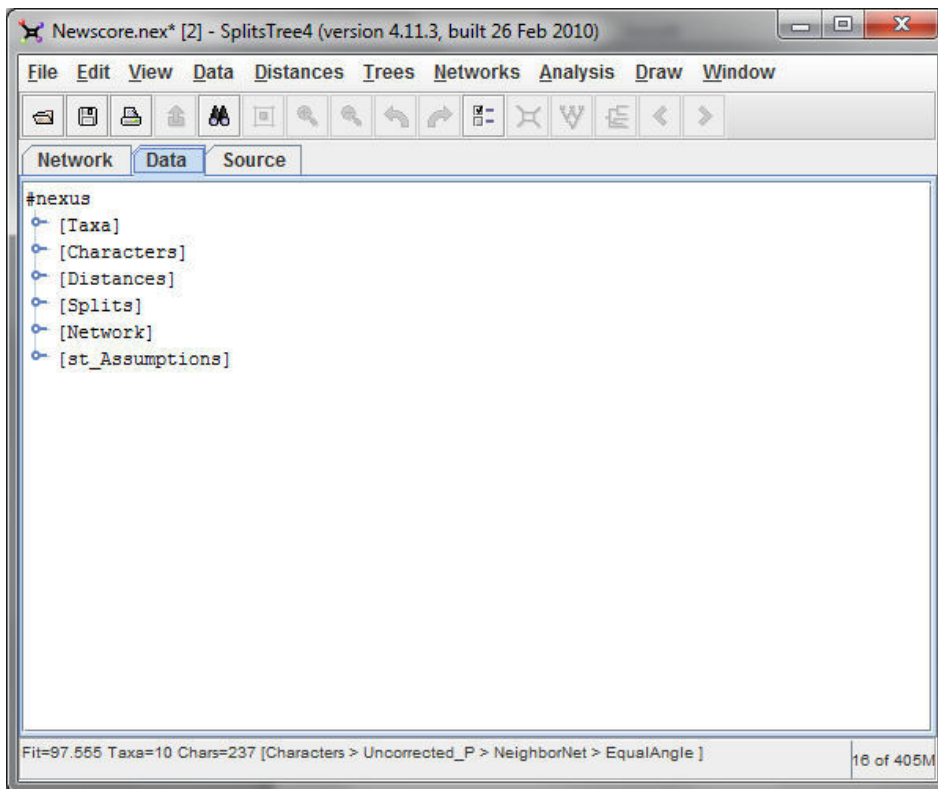 Newscore.nex* [2] - SplitsTree4 (version 4.11.3, built 26 Feb 2010)
File Edit View Data Distances Trees Networks Analysis Draw Window
Network Data Source
#nexus
[Taxa]
[Characters]
[Distances]
[Splits]
[Network]
[st_Assumptions]
Fit=97.555 Taxa=10 Chars=237 [Characters > Uncorrected_P > NeighborNet > EqualAngle ]
16 of 405M